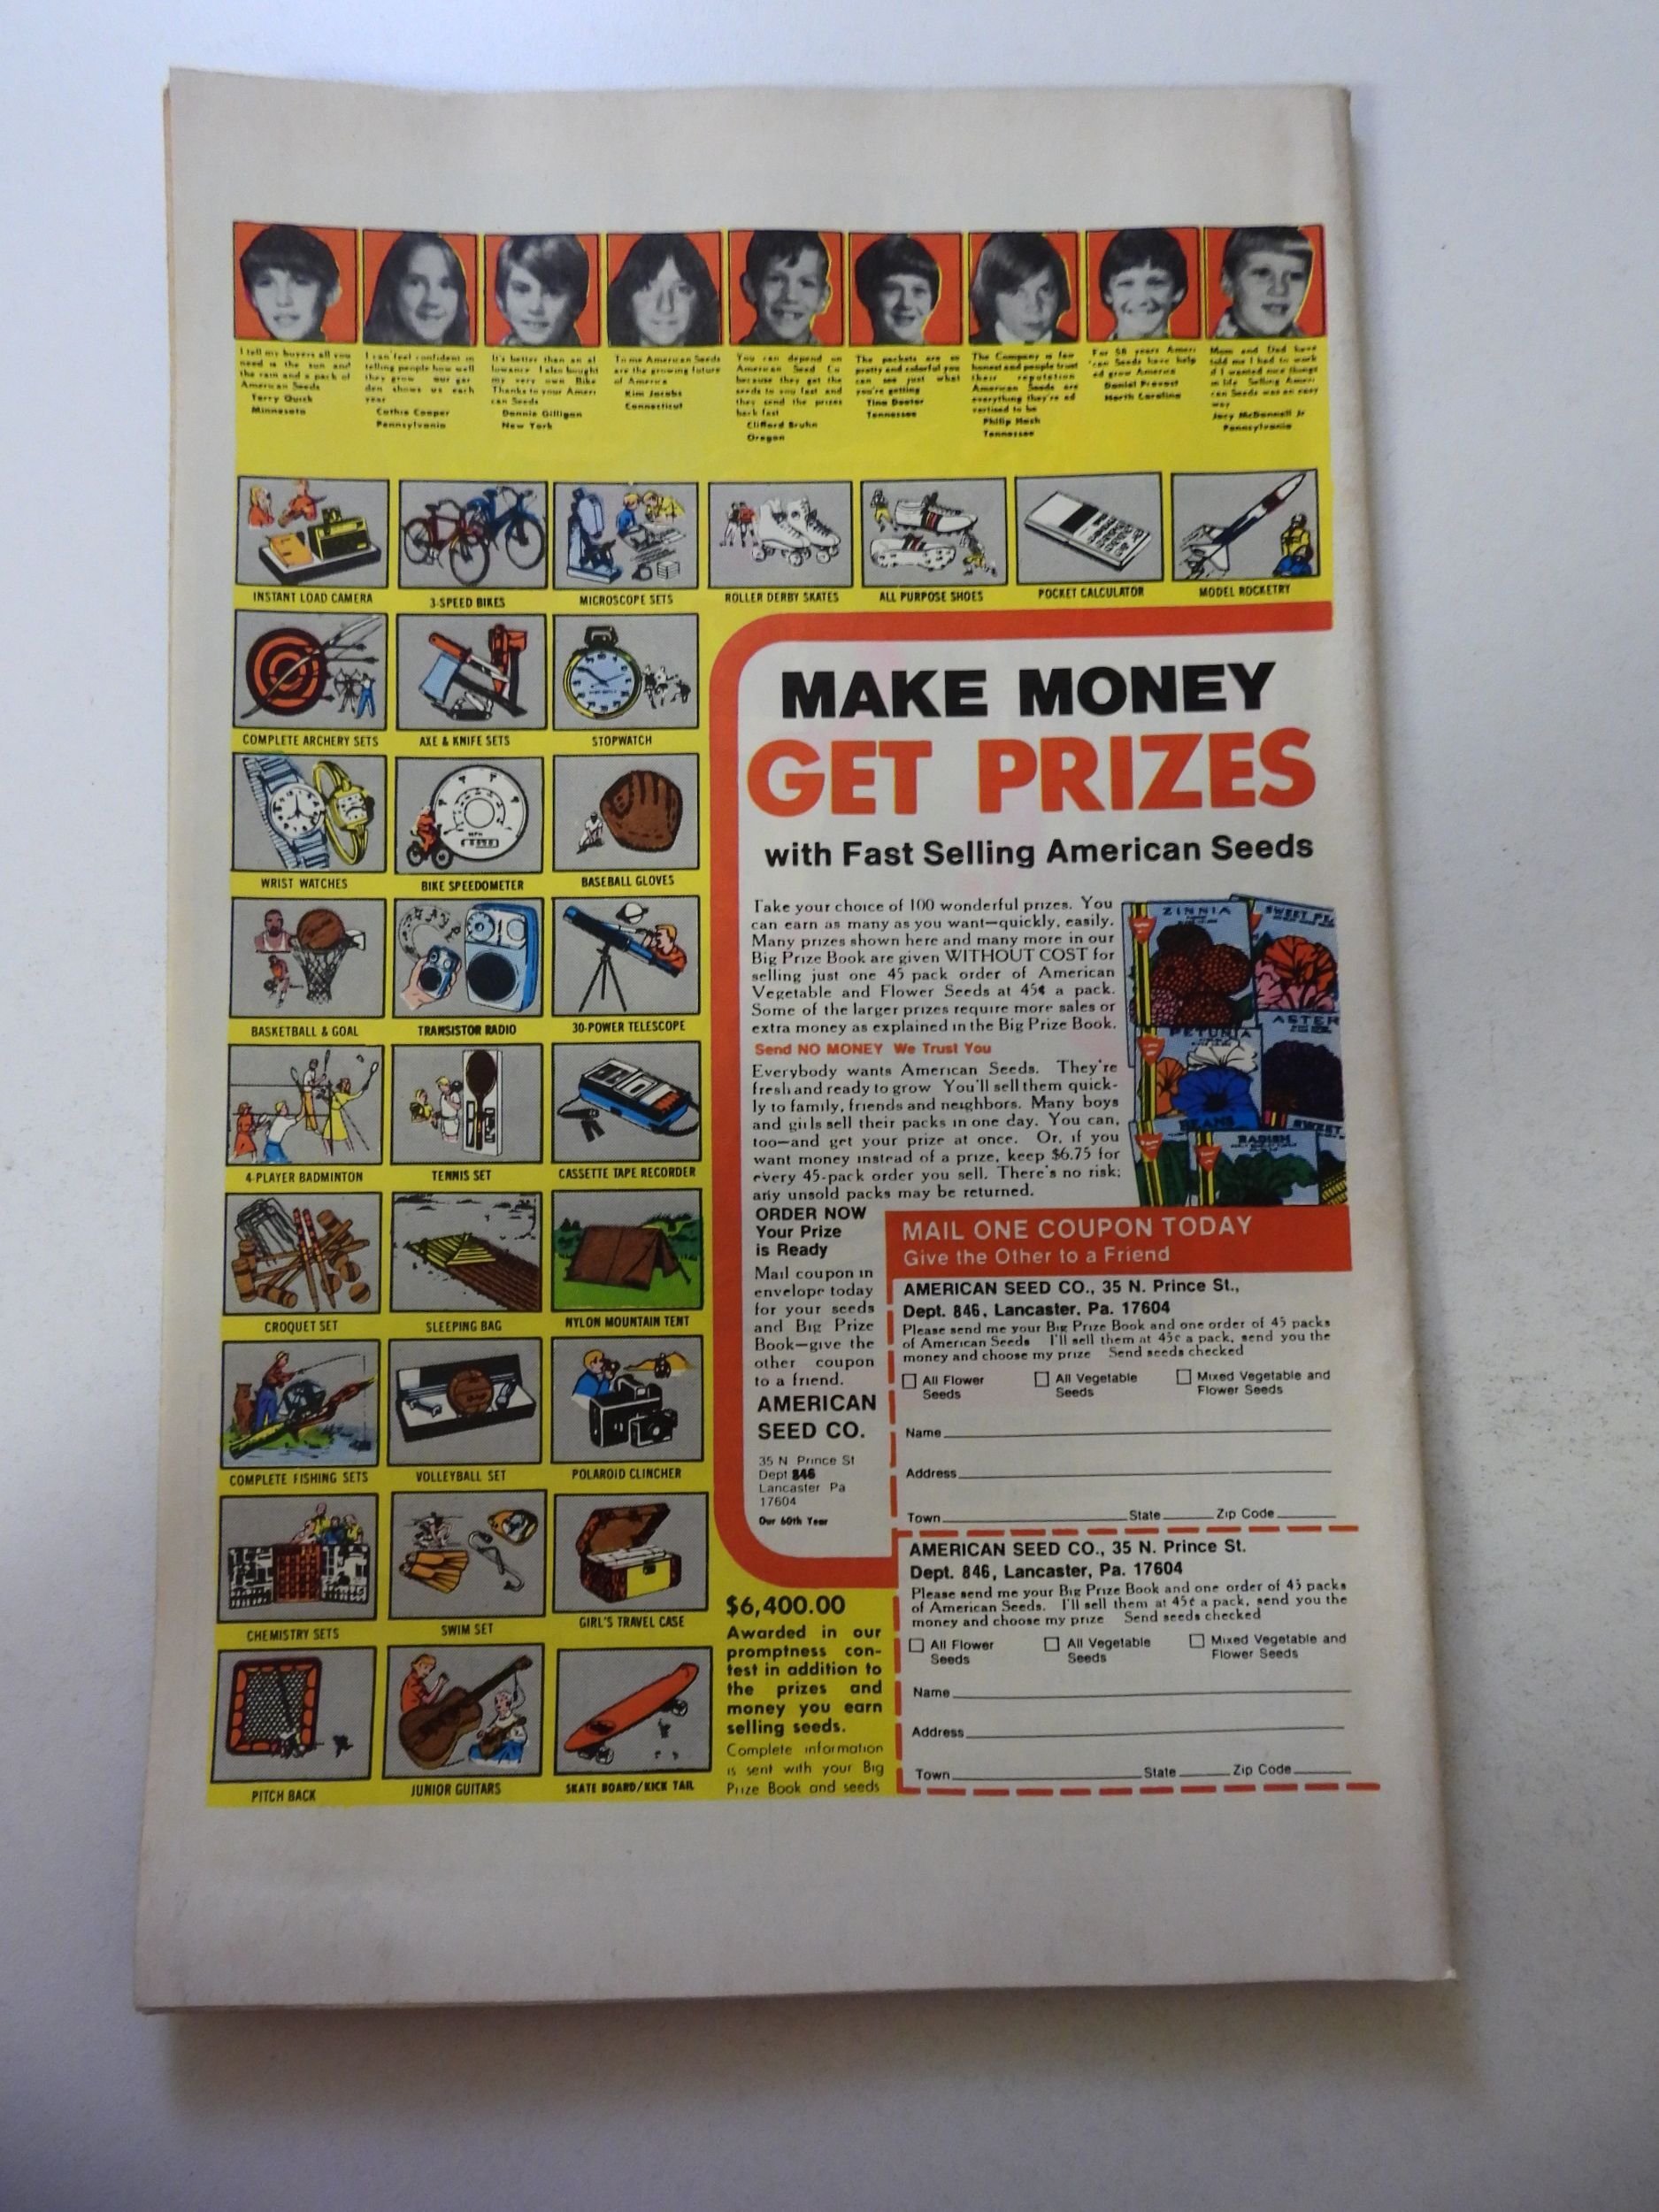 I tell my buyers all you
need is the sun and
the rain and a pack of
American Seeds
Terry Quick
Minnesota
I can feel confident in
telling people how well
they grow our gar
den shows us each
year
Cathie Cooper
Pennsylvania
It's better than an al
lowance I also bought
my very own Bike
Thanks to your Ameri
can Seeds
Donnie Gilligan
New York
To me American Seeds
are the growing future
of America
Kim Jacobs
Connecticut
You can depend on
American Seed Co
because they get the
seeds to you fast and
they send the prizes
back fast
Clifford Bruhn
Oregon
The packets are so
pretty and colorful you
can see just what
you're getting
Tina Doctor
Tennessee
The Company is
honest and people trust
their reputation
American Seeds are
everything they're ad
vertised to be
Philip Mash
Tennessee
For 58 years Ameri
can Seeds have help
ed grow America
Daniel Provost
North Carolina
Mom and Dad have
told me I had to work
if I wanted nice things
in life Selling Ameri
can Seeds was an easy
way
McDonnell Jr
Pennsylvania
INSTANT LOAD CAMERA
3-SPEED BIKES
MICROSCOPE SETS
ROLLER DERBY SKATES
ALL PURPOSE SHOES
POCKET CALCULATOR
MODEL ROCKETRY
COMPLETE ARCHERY SETS
AXE & KNIFE SETS
STOPWATCH
WRIST WATCHES
BIKE SPEEDOMETER
BASEBALL GLOVES
BASKETBALL & GOAL
TRANSISTOR RADIO
30-POWER TELESCOPE
4-PLAYER BADMINTON
TENNIS SET
CASSETTE TAPE RECORDER
CROQUET SET
SLEEPING BAG
NYLON MOUNTAIN TENT
COMPLETE FISHING SETS
VOLLEYBALL SET
POLAROID CLINCHER
CHEMISTRY SETS
SWIM SET
GIRL'S TRAVEL CASE
PITCH BACK
JUNIOR GUITARS
SKATE BOARD/KICK TAIL
MAKE MONEY
GET PRIZES
with Fast Selling American Seeds
Take your choice of 100 wonderful prizes. You
can earn as many as you want—quickly, easily.
Many prizes shown here and many more in our
Big Prize Book are given WITHOUT COST for
selling just one 45 pack order of American
Vegetable and Flower Seeds at 45¢ a pack.
Some of the larger prizes require more sales or
extra money as explained in the Big Prize Book.
Send NO MONEY We Trust You
Everybody wants American Seeds. They're
fresh and ready to grow You'll sell them quick-
ly to family, friends and neighbors. Many boys
and girls sell their packs in one day. You can,
too—and get your prize at once. Or, if you
want money instead of a prize, keep $6.75 for
every 45-pack order you sell. There's no risk;
any unsold packs may be returned.
ZINNIA
SWEET PE
ASTER
PETUNIA
BEANS
RADISH
SWEET
ORDER NOW
Your Prize
is Ready
Mail coupon in
envelope today
for your seeds
and Big Prize
Book—give the
other coupon
to a friend.
AMERICAN
SEED CO.
35 N Prince St
Dept 846
Lancaster Pa
17604
Our 60th Year
MAIL ONE COUPON TODAY
Give the Other to a Friend
AMERICAN SEED CO., 35 N. Prince St.,
Dept. 846, Lancaster, Pa. 17604
Please send me your Big Prize Book and one order of 45 packs
of American Seeds I'll sell them at 45¢ a pack, send you the
money and choose my prize Send seeds checked
All Flower Seeds
All Vegetable Seeds
Mixed Vegetable and Flower Seeds
Name
Address
Town State Zip Code
AMERICAN SEED CO., 35 N. Prince St.
Dept. 846, Lancaster, Pa. 17604
Please send me your Big Prize Book and one order of 45 packs
of American Seeds. I'll sell them at 45¢ a pack, send you the
money and choose my prize Send seeds checked
All Flower Seeds
All Vegetable Seeds
Mixed Vegetable and Flower Seeds
Name
Address
Town State Zip Code
$6,400.00
Awarded in our
promptness con-
test in addition to
the prizes and
money you earn
selling seeds.
Complete information
is sent with your Big
Prize Book and seeds